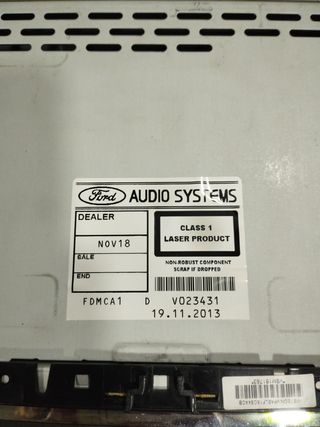 Ford AUDIO SYSTEMS
DEALER
NOV18
SALE
END
CLASS 1
LASER PRODUCT
NON-ROBUST COMPONENT
SCRAP IF DROPPED
FDMCA1 D V023431
19.11.2013